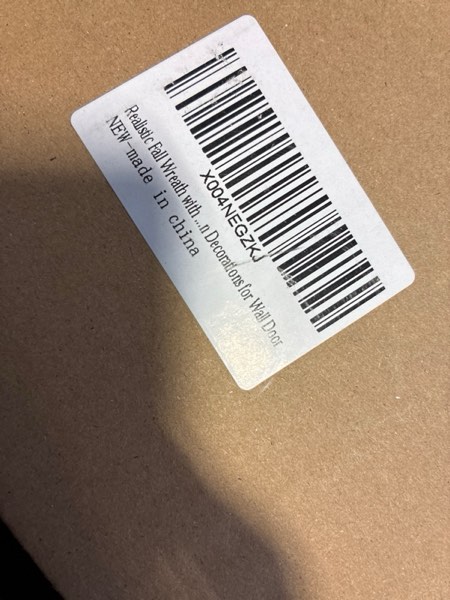 X004NEGZKJ
Realistic Fall Wreath with ...n Decorations for Wall Door
NEW-made in china